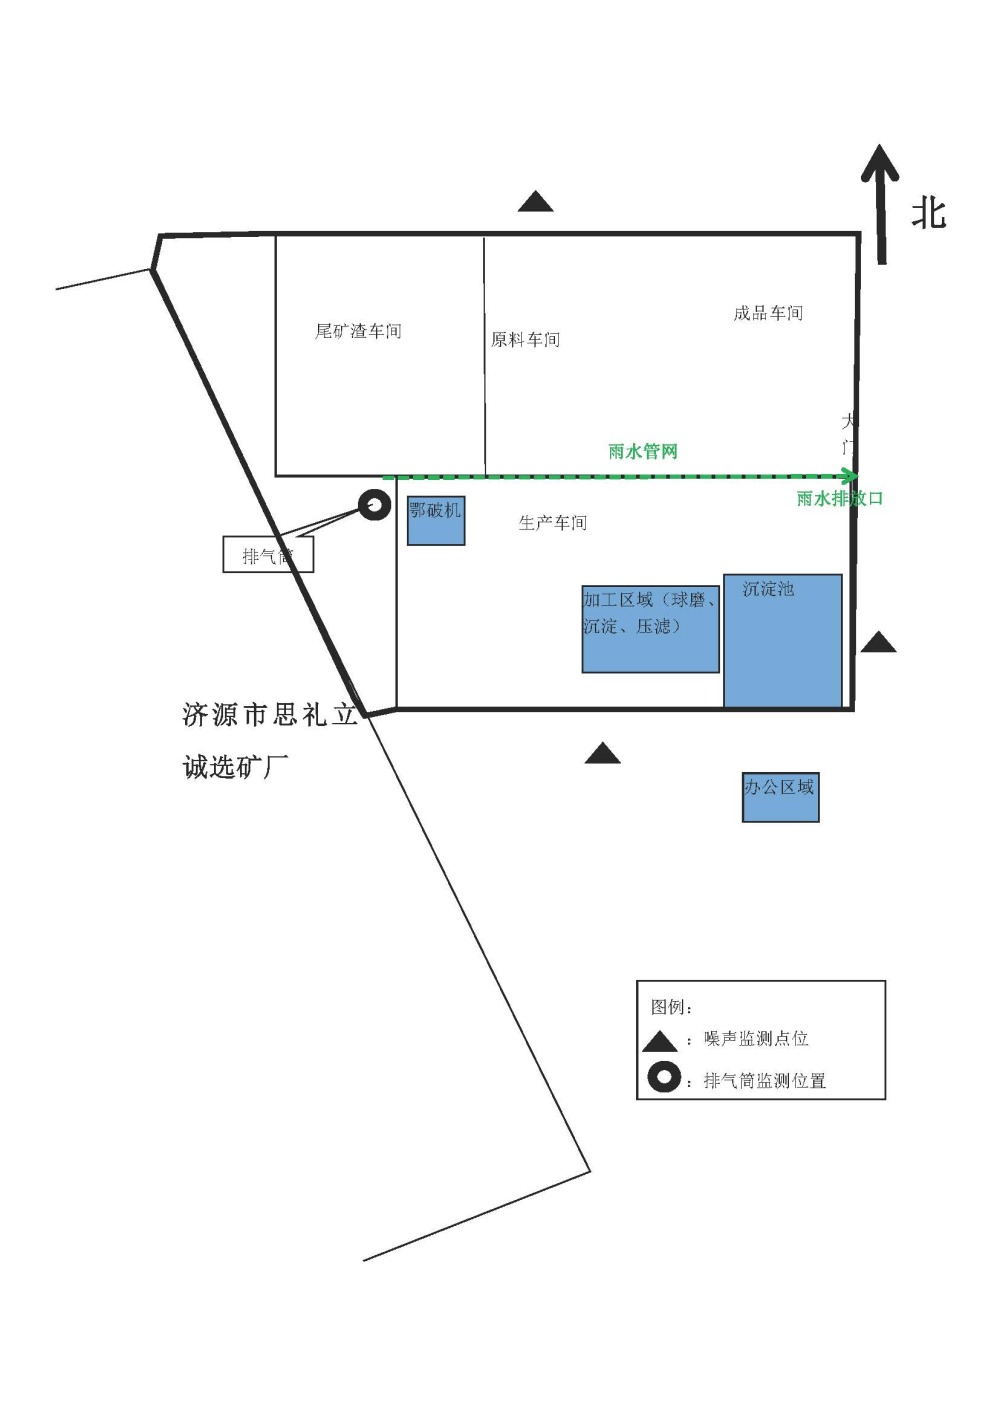 北
成品车间
尾矿渣车间
原料车间
大
门
雨水管网
雨水排放口
鄂破机
生产车间
排气筒
沉淀池
加工区域（球磨、
沉淀、压滤）
济源市思礼立
诚选矿厂
办公区域
图例：
：噪声监测点位
：排气筒监测位置